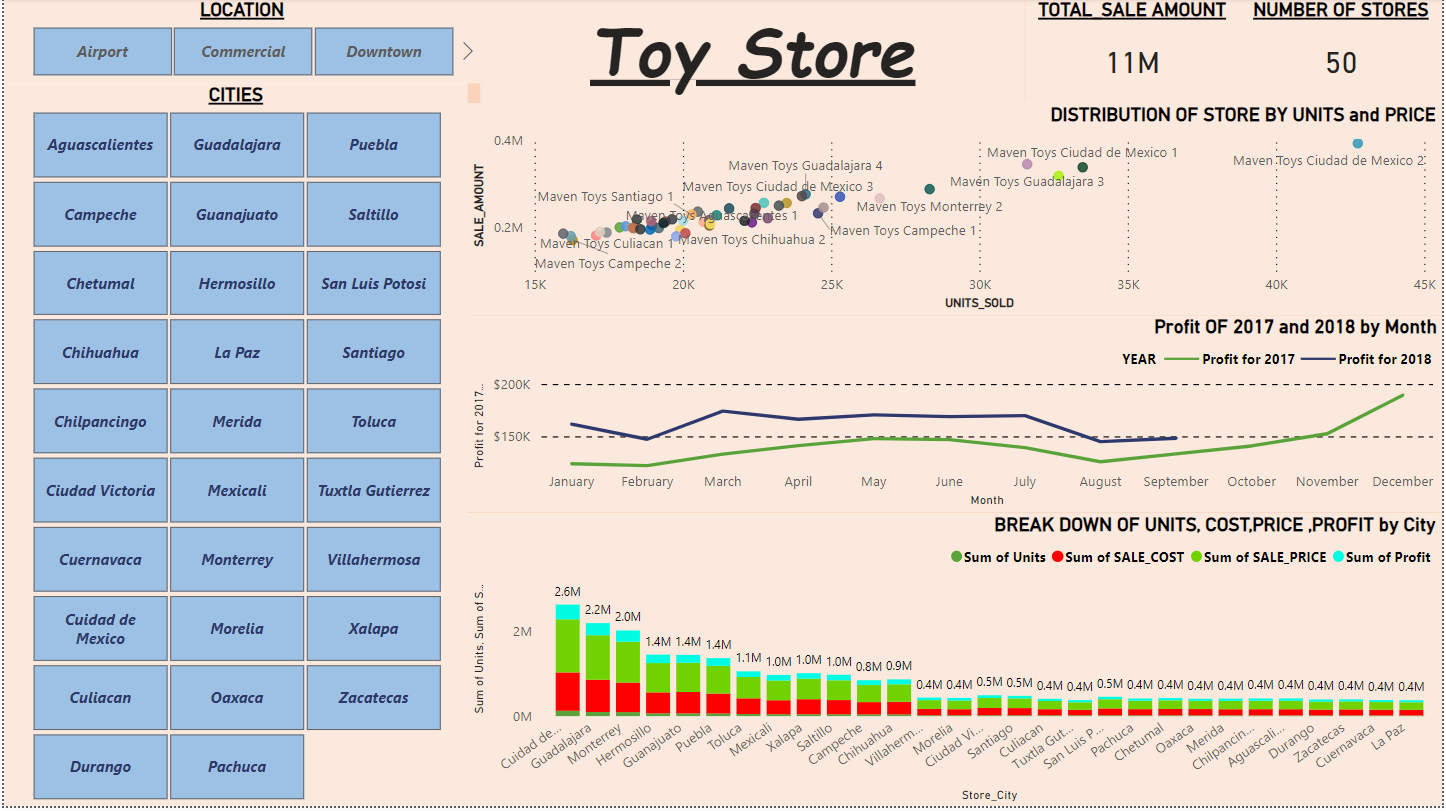 LOCATION
Airport Commercial Downtown
CITIES
Aguascalientes Guadalajara Puebla
Campeche Guanajuato Saltillo
Chetumal Hermosillo San Luis Potosi
Chihuahua La Paz Santiago
Chilpancingo Merida Toluca
Ciudad Victoria Mexicali Tuxtla Gutierrez
Cuernavaca Monterrey Villahermosa
Cuidad de
Mexico
Morelia Xalapa
Culiacan Oaxaca Zacatecas
Durango Pachuca
Toy Store
TOTAL_SALE AMOUNT NUMBER OF STORES
11M 50
DISTRIBUTION OF STORE BY UNITS and PRICE
SALE_AMOUNT
0.4M
0.2M
Maven Toys Ciudad de Mexico 1
Maven Toys Ciudad de Mexico 2
Maven Toys Guadalajara 4
Maven Toys Guadalajara 3
Maven Toys Ciudad de Mexico 3
Maven Toys Santiago 1
Maven Toys Monterrey 2
Maven Toys Aguascalientes 1
Maven Toys Campeche 1
Maven Toys Culiacan 1
Maven Toys Chihuahua 2
Maven Toys Campeche 2
15K 20K 25K 30K 35K 40K 45K
UNITS_SOLD
Profit OF 2017 and 2018 by Month
YEAR Profit for 2017 Profit for 2018
Profit for 2017...
$200K
$150K
January February March April May June July August September October November December
Month
BREAK DOWN OF UNITS, COST,PRICE ,PROFIT by City
Sum of Units Sum of SALE_COST Sum of SALE_PRICE Sum of Profit
Sum of Units, Sum of S...
2M
0M
2.6M 2.2M 2.0M 1.4M 1.4M 1.4M 1.1M 1.0M 1.0M 1.0M 0.8M 0.9M 0.4M 0.4M 0.5M 0.5M 0.4M 0.4M 0.5M 0.4M 0.4M 0.4M 0.4M 0.4M 0.4M 0.4M 0.4M 0.4M 0.4M
Cuidad de... Guadalajara Monterrey Hermosillo Guanajuato Puebla Toluca Mexicali Xalapa Saltillo Campeche Chihuahua Villaherm... Morelia Ciudad Vi... Santiago Culiacan Tuxtla Gut... San Luis P... Pachuca Chetumal Oaxaca Merida Chilpancin... Aguascali... Durango Zacatecas Cuernavaca La Paz
Store_City